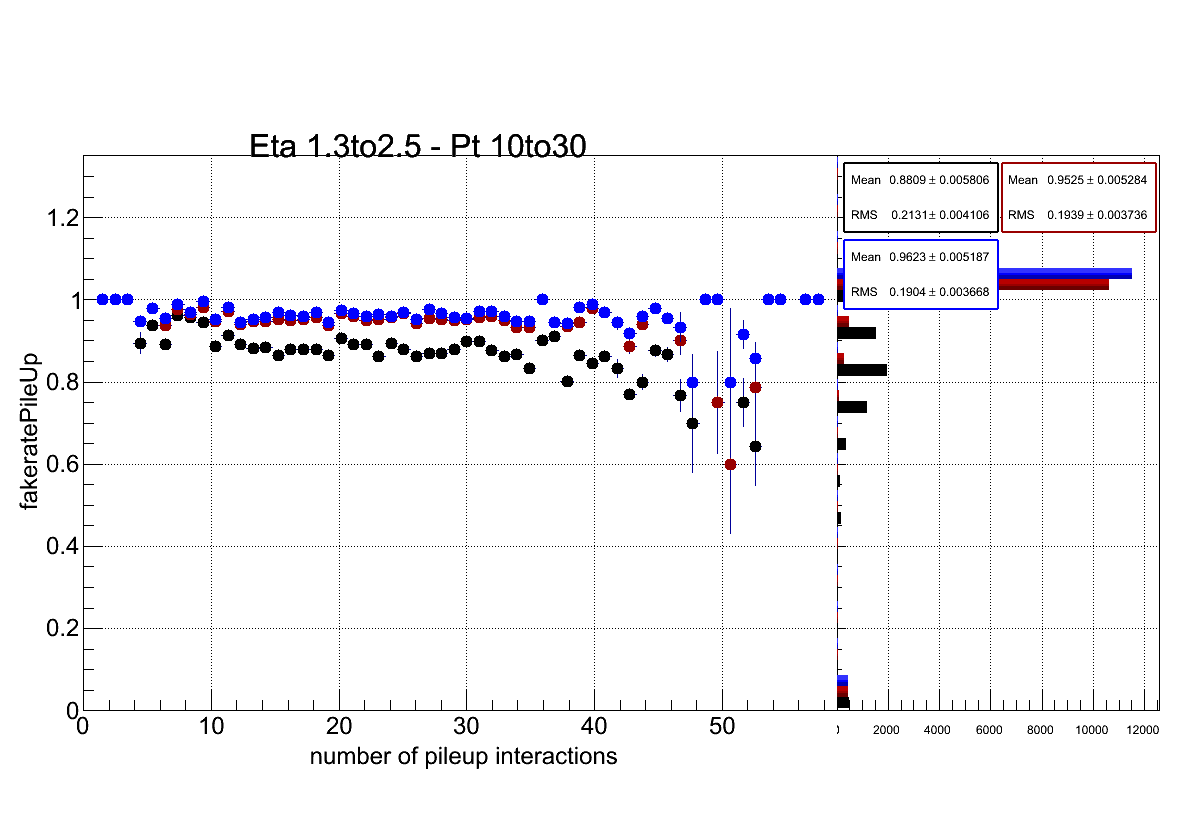 Eta 1.3to2.5 - Pt 10to30
Mean 0.8809 ± 0.005806
RMS 0.2131 ± 0.004106
Mean 0.9525 ± 0.005284
RMS 0.1939 ± 0.003736
Mean 0.9623 ± 0.005187
RMS 0.1904 ± 0.003668
fakeratePileUp
1.2
1
0.8
0.6
0.4
0.2
0
0 10 20 30 40 50
2000 4000 6000 8000 10000 12000
number of pileup interactions